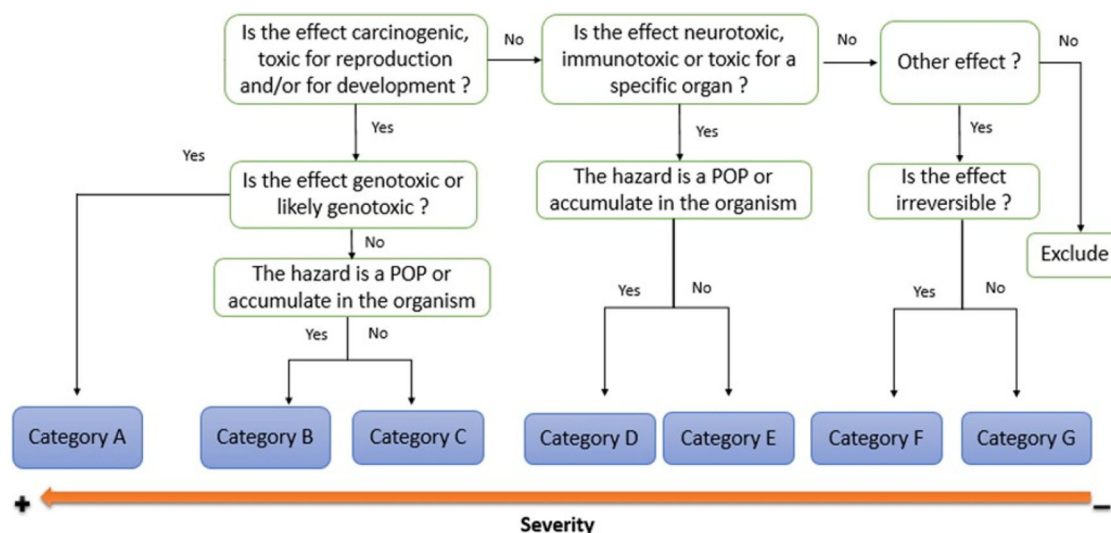 Is the effect carcinogenic,
toxic for reproduction
and/or for development ?
No
Is the effect neurotoxic,
immunotoxic or toxic for a
specific organ ?
No
Other effect ?
No
Yes
Yes
Yes
Yes
Is the effect genotoxic or
likely genotoxic ?
The hazard is a POP or
accumulate in the organism
Is the effect
irreversible ?
Exclude
No
The hazard is a POP or
accumulate in the organism
Yes
No
Yes
No
Yes
No
Category A
Category B
Category C
Category D
Category E
Category F
Category G
+
−
Severity